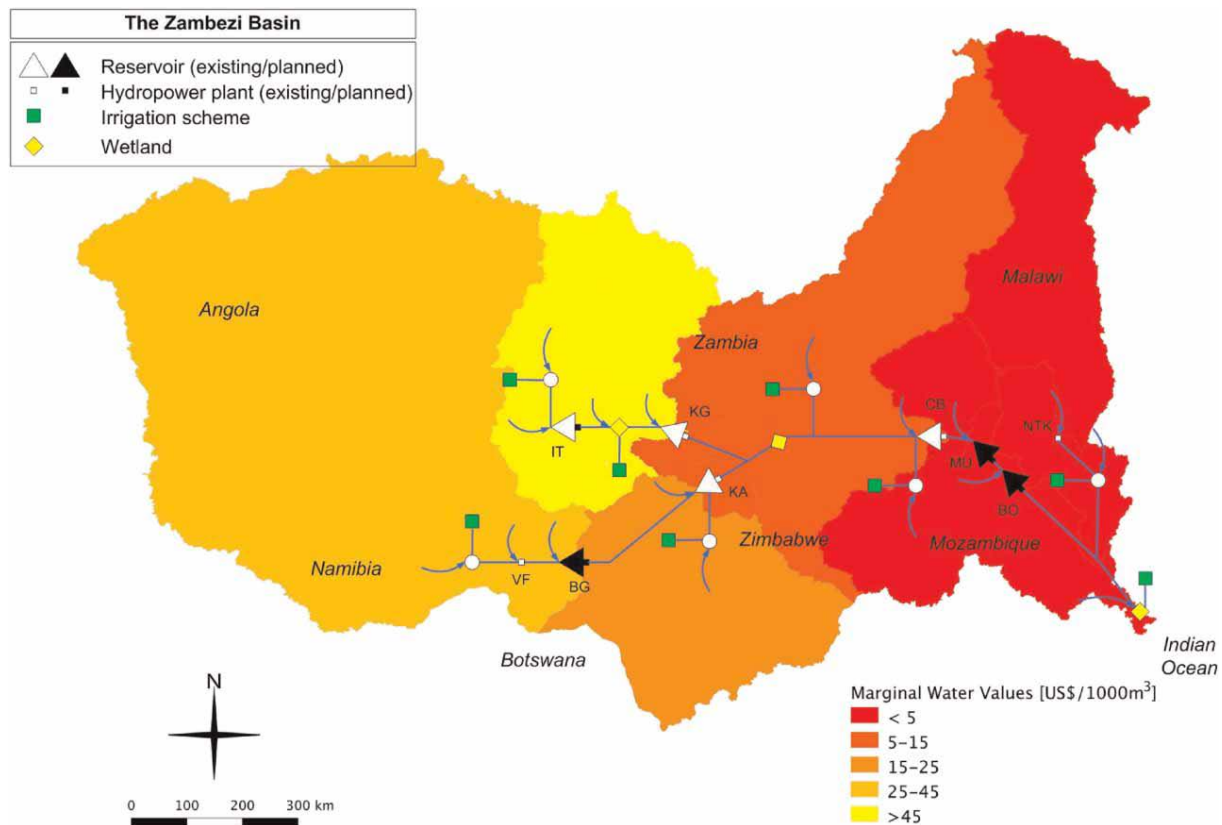 The Zambezi Basin
Reservoir (existing/planned)
Hydropower plant (existing/planned)
Irrigation scheme
Wetland
Angola
Malawi
Zambia
KG
CB
NTK
IT
MU
KA
BO
Zimbabwe
Mozambique
Namibia
VF
BG
Botswana
Indian
Ocean
N
Marginal Water Values [US$/1000m³]
< 5
5–15
15–25
25–45
>45
0 100 200 300 km